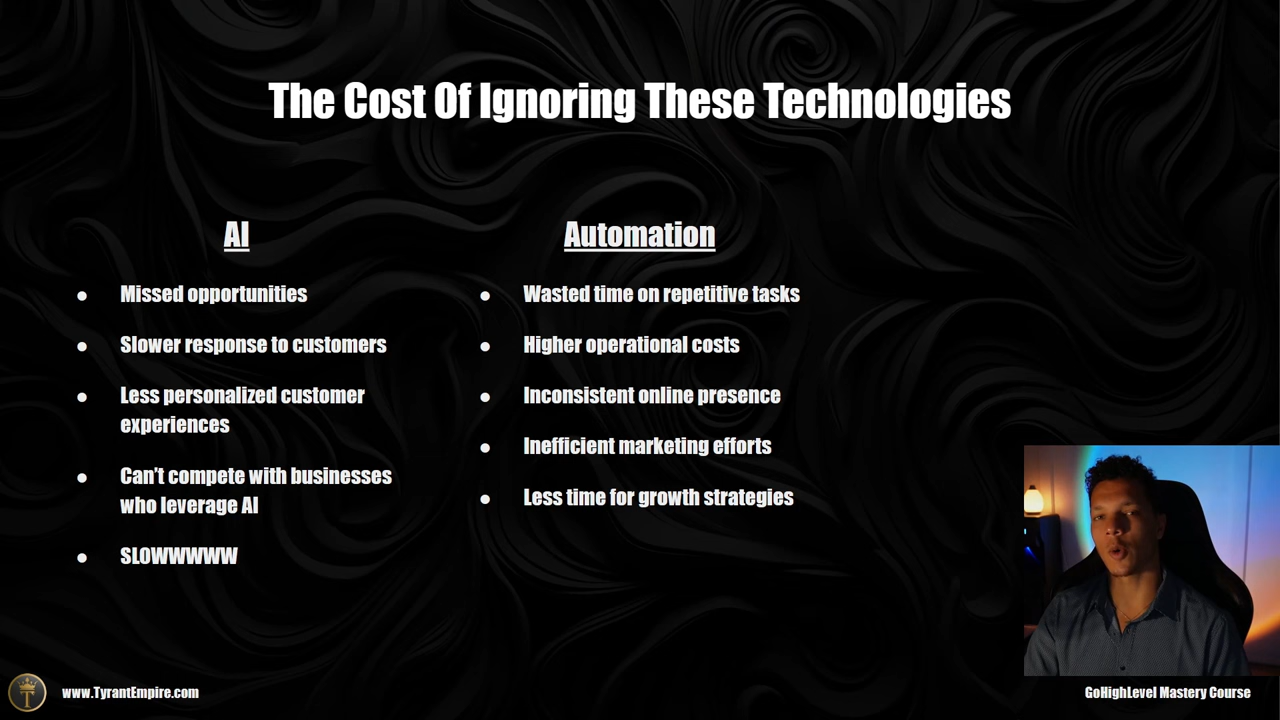 The Cost Of Ignoring These Technologies
AI
● Missed opportunities
● Slower response to customers
● Less personalized customer
experiences
● Can't compete with businesses
who leverage AI
● SLOWWWWW
Automation
● Wasted time on repetitive tasks
● Higher operational costs
● Inconsistent online presence
● Inefficient marketing efforts
● Less time for growth strategies
T
www.TyrantEmpire.com
GoHighLevel Mastery Course